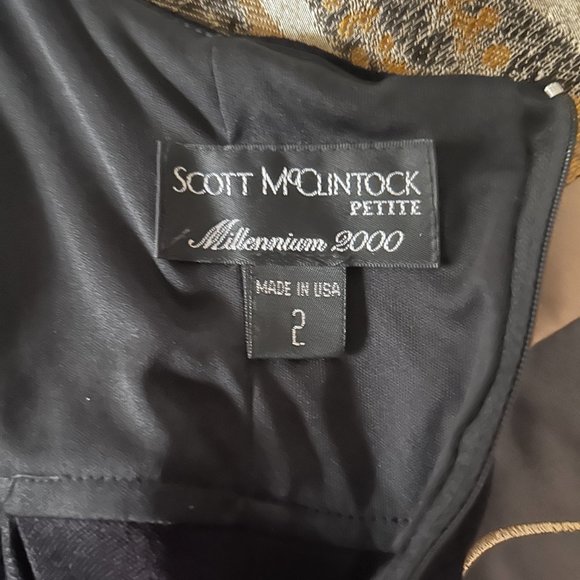 SCOTT MCCLINTOCK
PETITE
Millennium 2000
MADE IN USA
2